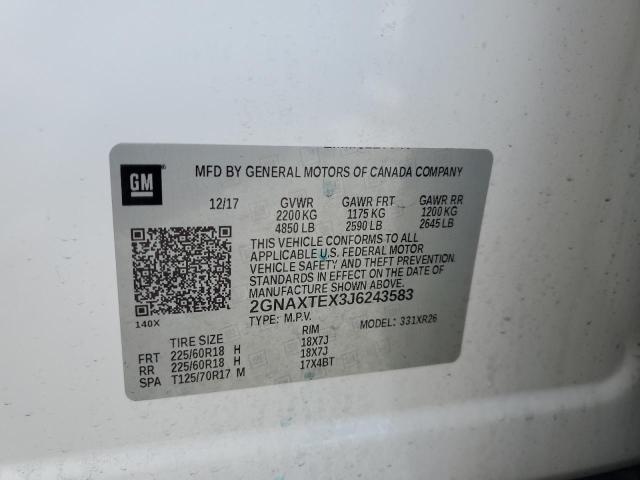 GM
MFD BY GENERAL MOTORS OF CANADA COMPANY
12/17 GVWR GAWR FRT GAWR RR
2200 KG 1175 KG 1200 KG
4850 LB 2590 LB 2645 LB
THIS VEHICLE CONFORMS TO ALL
APPLICABLE U.S. FEDERAL MOTOR
VEHICLE SAFETY AND THEFT PREVENTION
STANDARDS IN EFFECT ON THE DATE OF
MANUFACTURE SHOWN ABOVE.
2GNAXTEX3J6243583
TYPE: M.P.V. MODEL: 331XR26
140X
TIRE SIZE RIM
FRT 225/60R18 H 18X7J
RR 225/60R18 H 18X7J
SPA T125/70R17 M 17X4BT